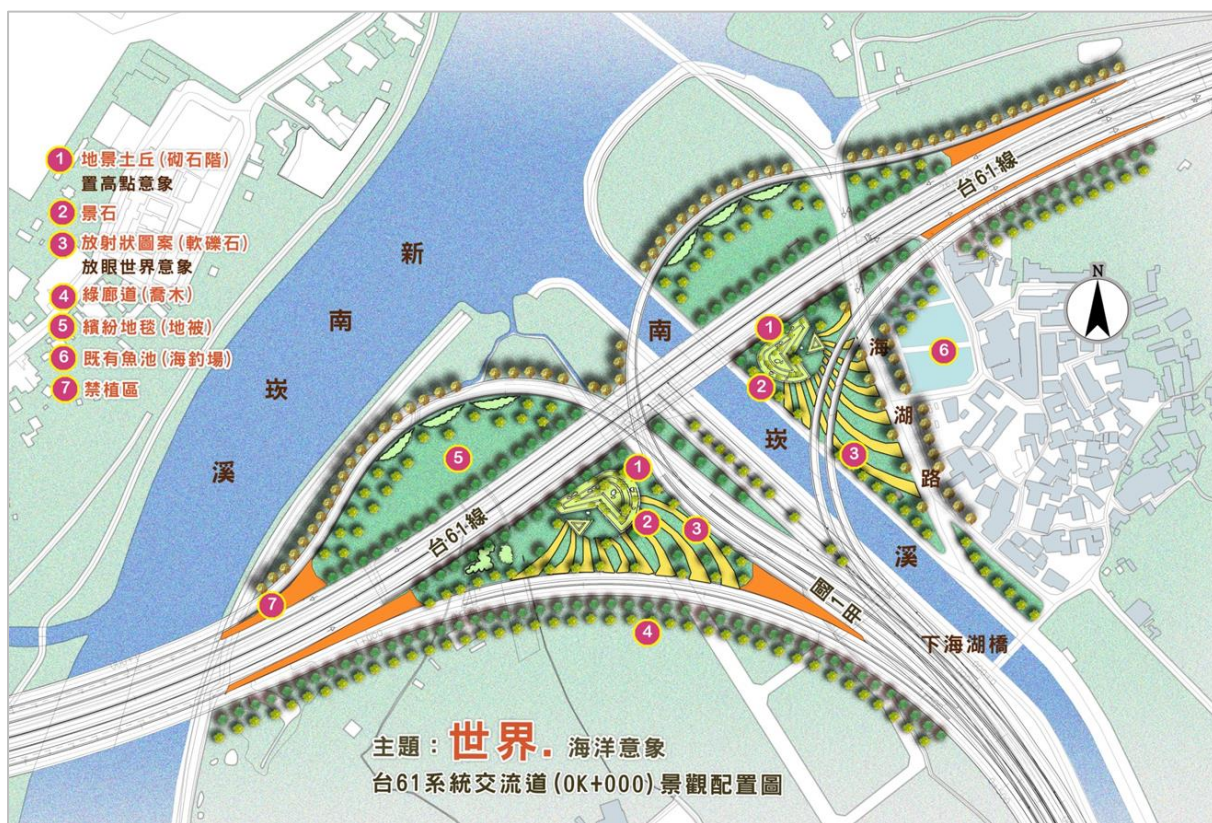 1 地景土丘(砌石階)
置高點意象
2 景石
3 放射狀圖案(軟礫石)
放眼世界意象
4 綠廊道(喬木)
5 繽紛地毯(地被)
6 既有魚池(海釣場)
7 禁植區
新南崁溪
南崁溪
台61線
N
海湖路
1
2
3
6
5
1
2
3
台61線
7
4
國1甲
下海湖橋
主題：世界. 海洋意象
台61系統交流道(0K+000)景觀配置圖